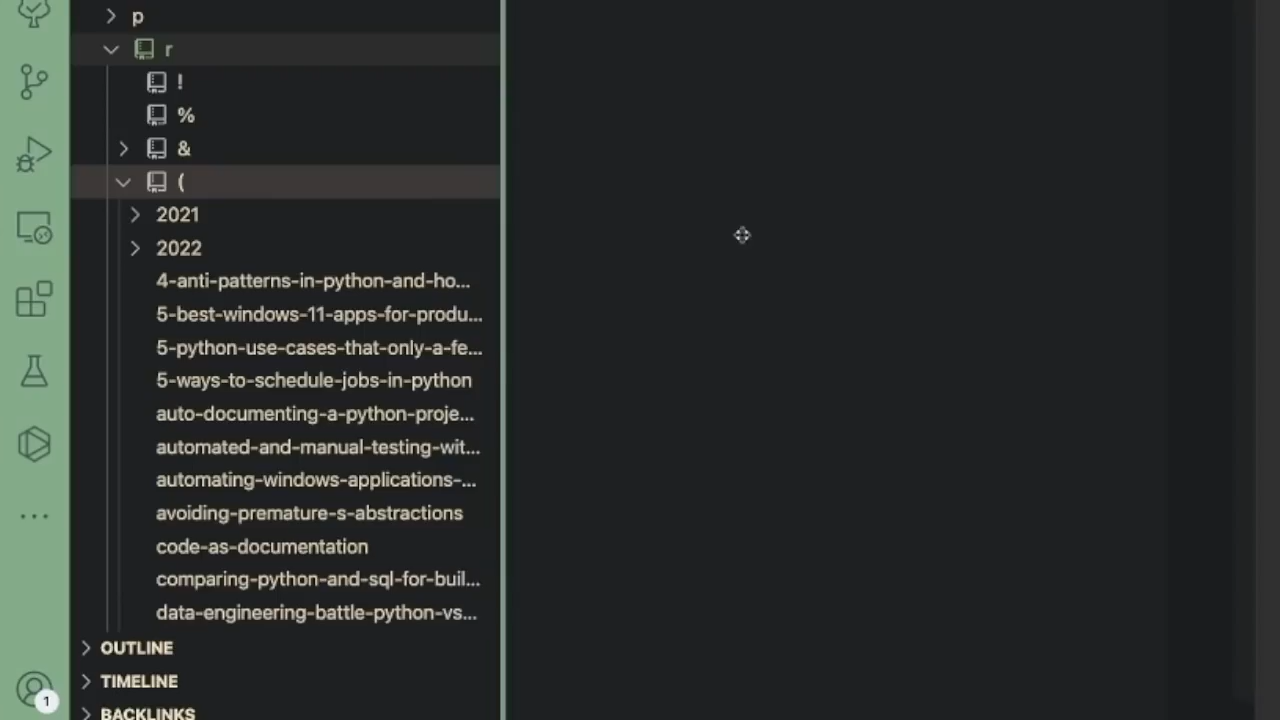 p
r
!
%
&
(
2021
2022
4-anti-patterns-in-python-and-ho...
5-best-windows-11-apps-for-produ...
5-python-use-cases-that-only-a-fe...
5-ways-to-schedule-jobs-in-python
auto-documenting-a-python-proje...
automated-and-manual-testing-wit...
automating-windows-applications-...
avoiding-premature-s-abstractions
code-as-documentation
comparing-python-and-sql-for-buil...
data-engineering-battle-python-vs...
OUTLINE
TIMELINE
1
BACKLINKS